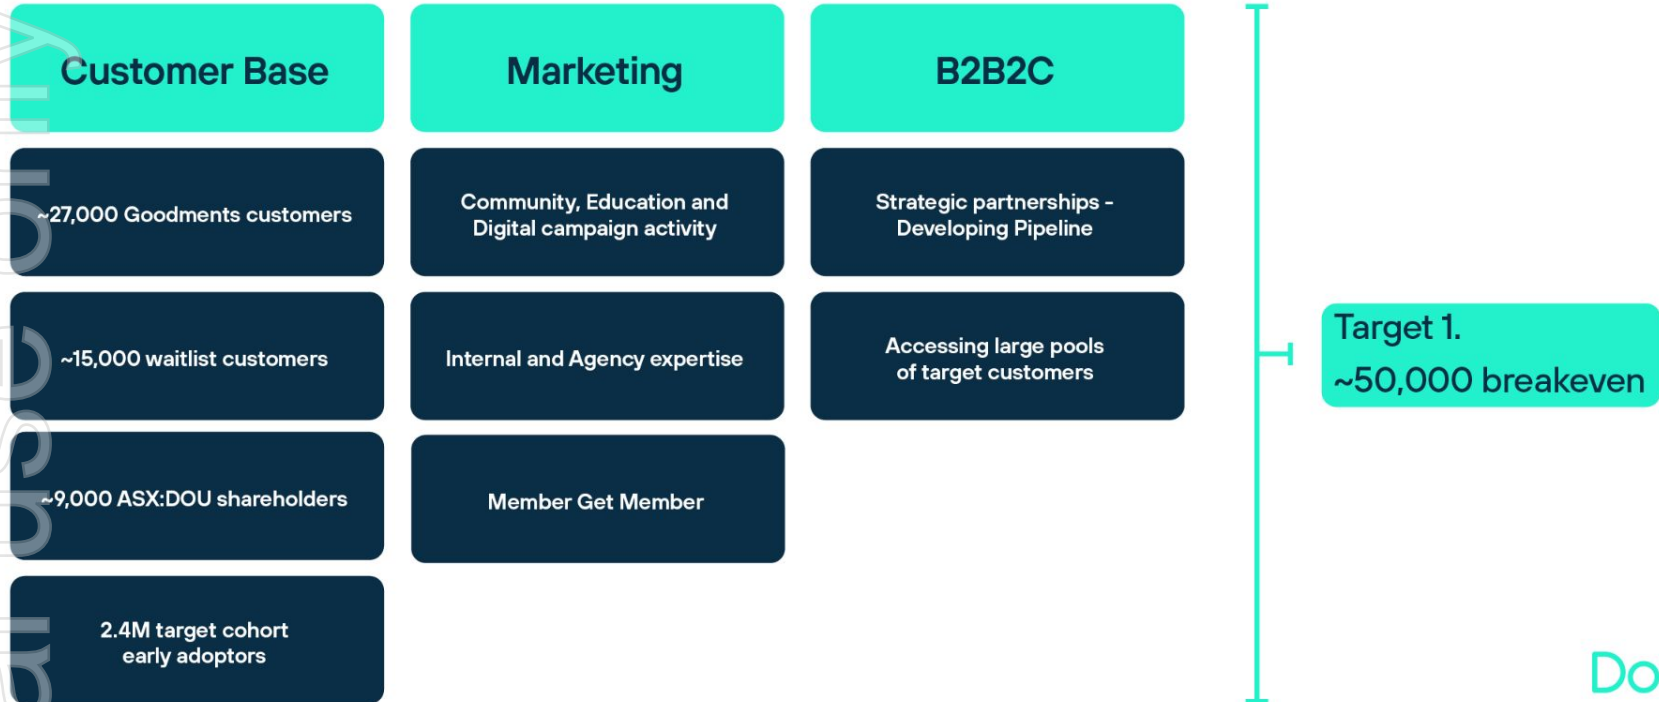 Customer Base
~27,000 Goodments customers
~15,000 waitlist customers
~9,000 ASX:DOU shareholders
2.4M target cohort
early adoptors
Marketing
Community, Education and
Digital campaign activity
Internal and Agency expertise
Member Get Member
B2B2C
Strategic partnerships -
Developing Pipeline
Accessing large pools
of target customers
Target 1.
~50,000 breakeven
Do